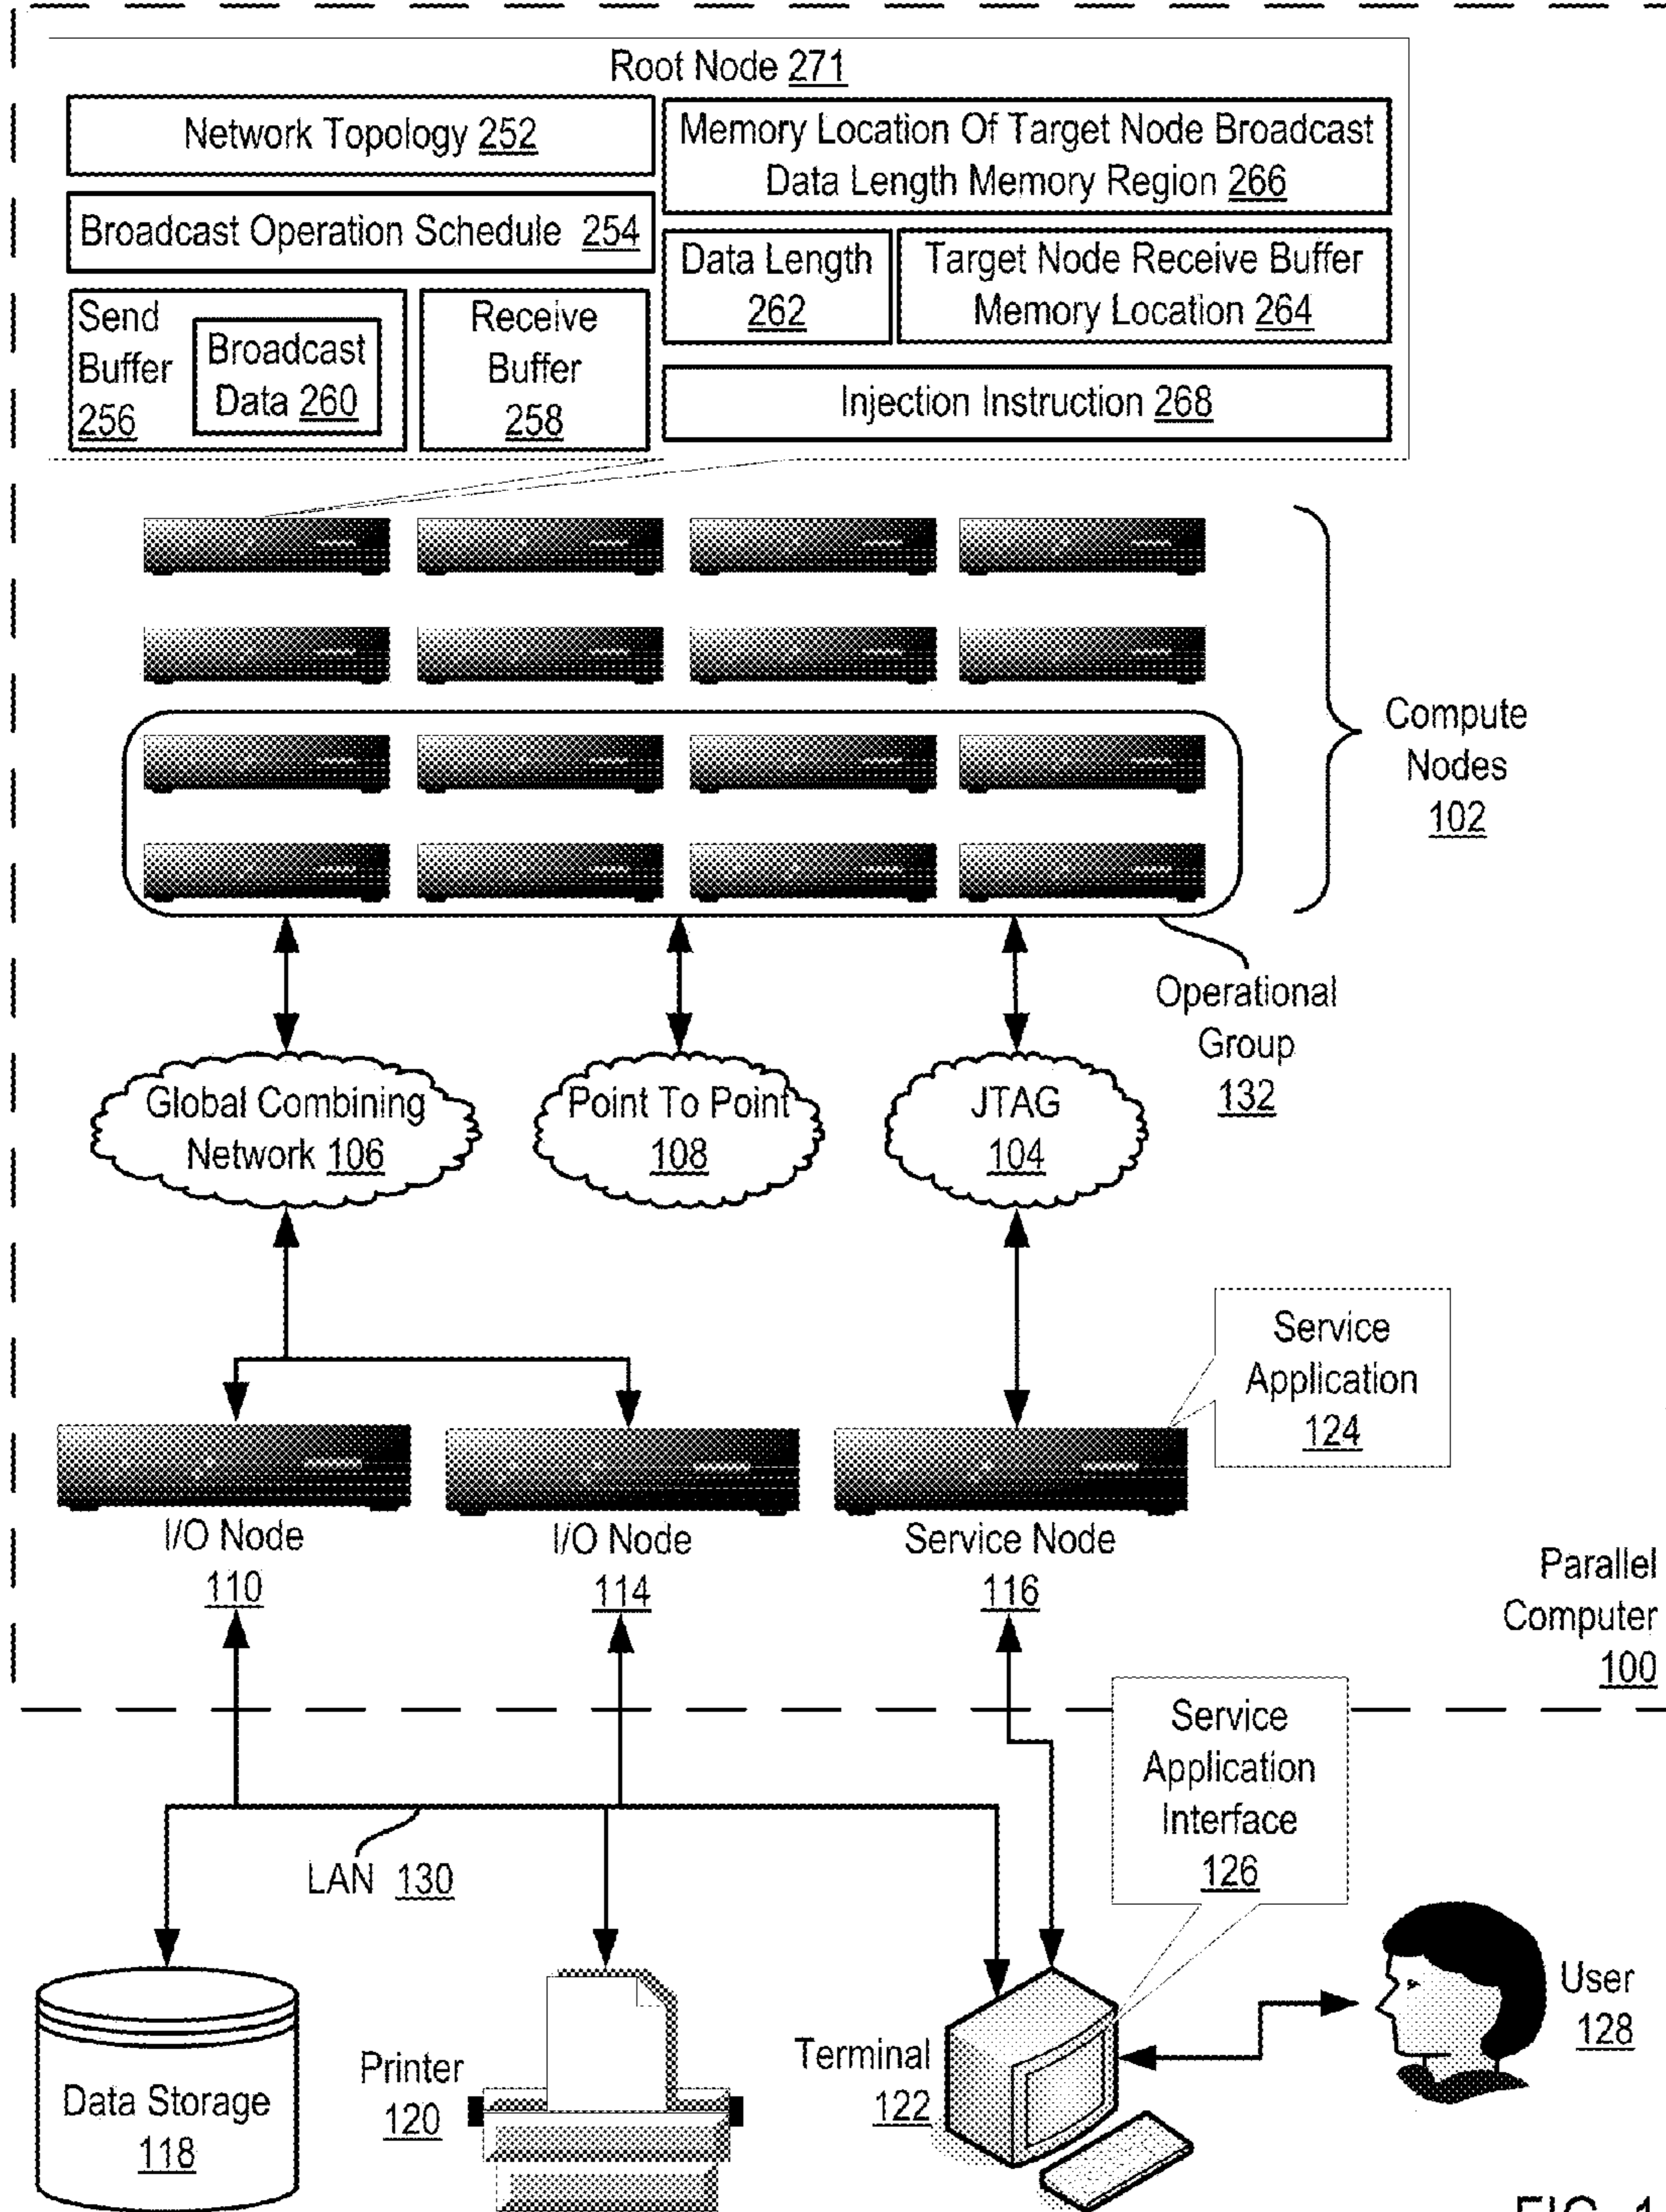 Root Node 271
Network Topology 252
Memory Location Of Target Node Broadcast
Data Length Memory Region 266
Broadcast Operation Schedule 254
Data Length
262
Target Node Receive Buffer
Memory Location 264
Send
Buffer
256
Broadcast
Data 260
Receive
Buffer
258
Injection Instruction 268
Compute
Nodes
102
Operational
Group
132
Global Combining
Network 106
Point To Point
108
JTAG
104
Service
Application
124
I/O Node
110
I/O Node
114
Service Node
116
Parallel
Computer
100
Service
Application
Interface
126
LAN 130
Data Storage
118
Printer
120
Terminal
122
User
128
FIG. 1